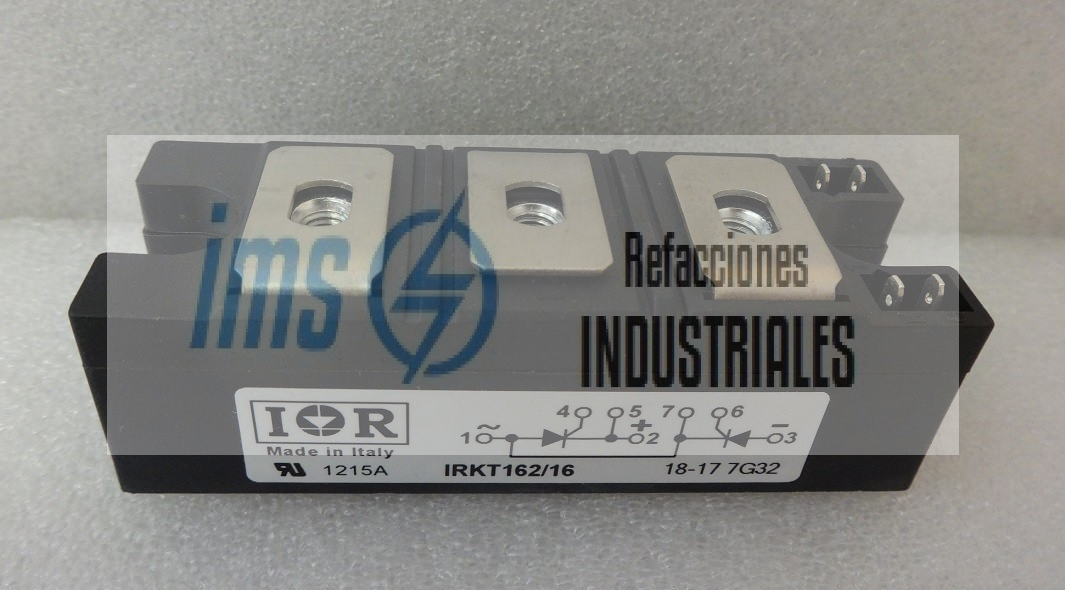 ims
Refacciones
INDUSTRIALES
IOR
Made in Italy
1215A
IRKT162/16
18-17 7G32
4 5 7 6
1 ~ + 2 - 3